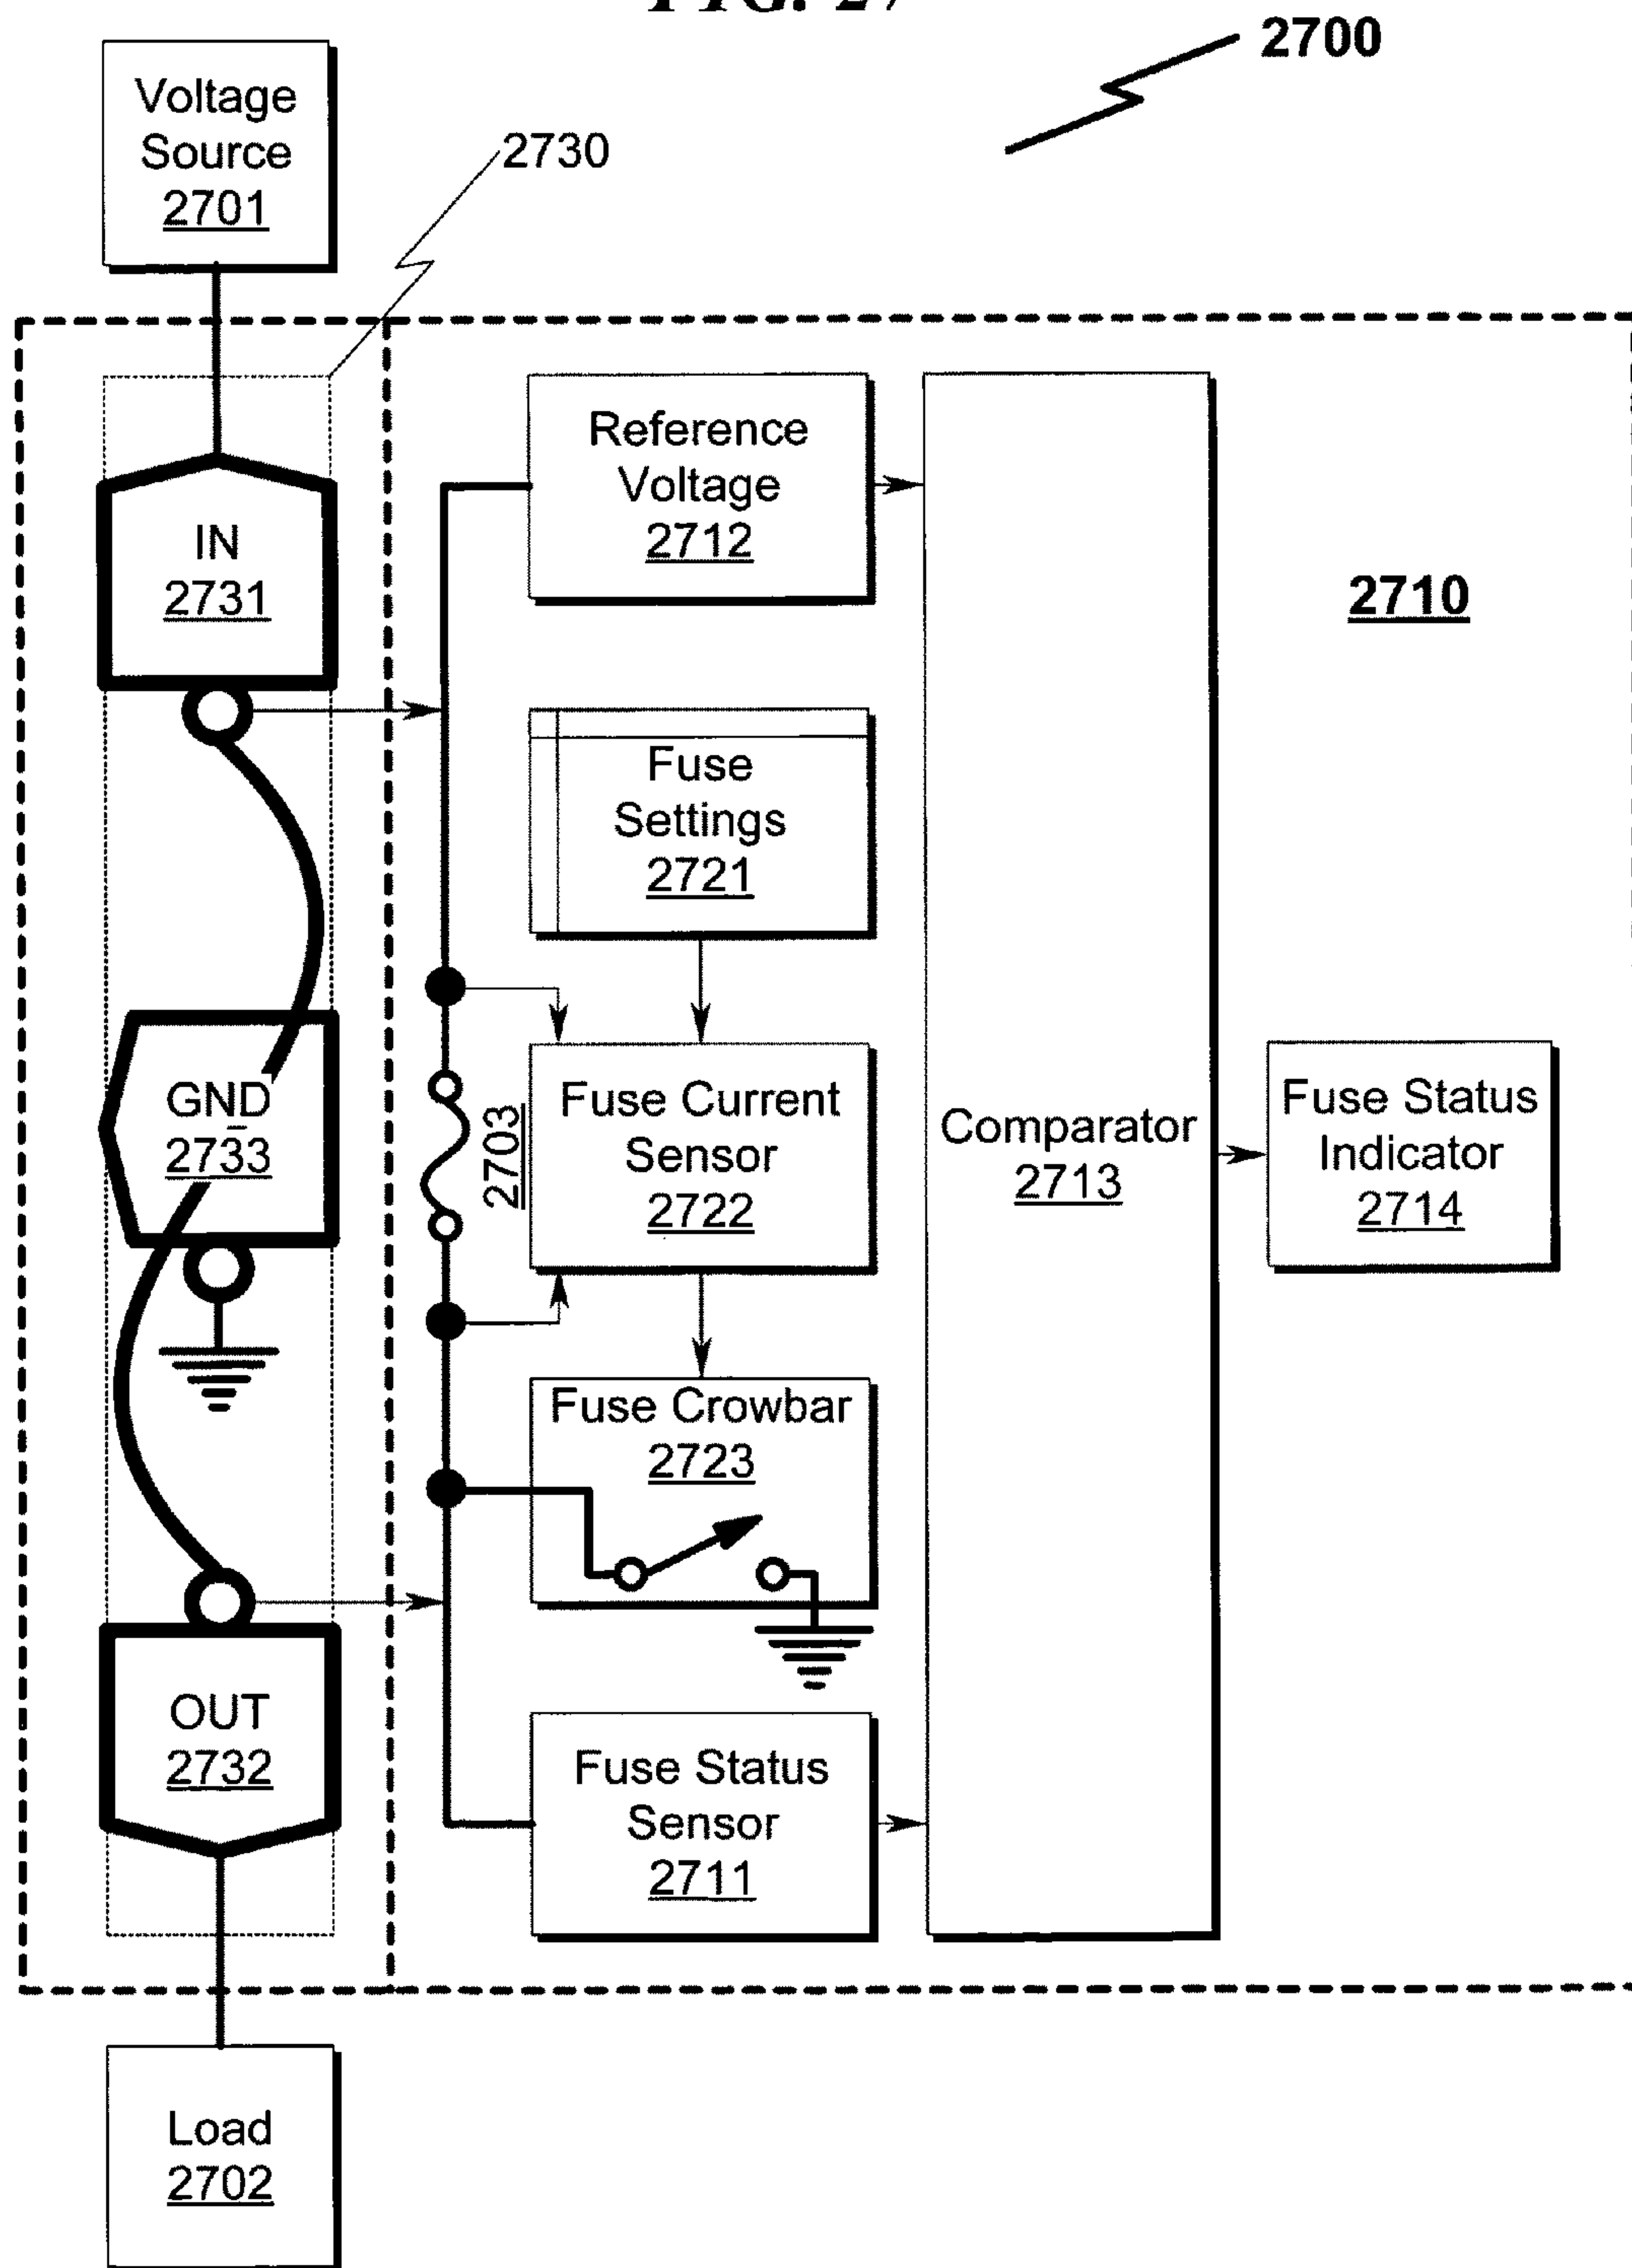 FIG. 27
2700
Voltage
Source
2701
2730
Reference
Voltage
2712
IN
2731
2710
Fuse
Settings
2721
GND
2733
2703
Fuse Current
Sensor
2722
Comparator
2713
Fuse Status
Indicator
2714
Fuse Crowbar
2723
OUT
2732
Fuse Status
Sensor
2711
Load
2702